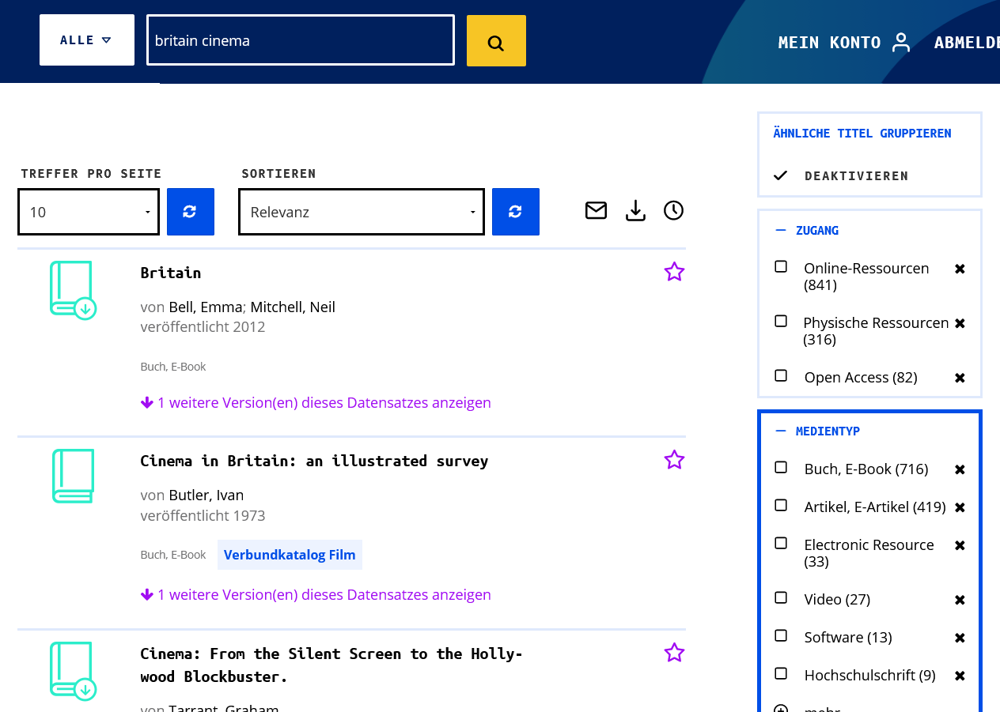 ALLE
britain cinema
MEIN KONTO
TREFFER PRO SEITE
10
SORTIEREN
Relevanz
Britain
von Bell, Emma; Mitchell, Neil
veröffentlicht 2012
Buch, E-Book
1 weitere Version(en) dieses Datensatzes anzeigen
Cinema in Britain: an illustrated survey
von Butler, Ivan
veröffentlicht 1973
Buch, E-Book
Verbundkatalog Film
1 weitere Version(en) dieses Datensatzes anzeigen
Cinema: From the Silent Screen to the Holly-
wood Blockbuster.
von Tarrant, Graham
ÄHNLICHE TITEL GRUPPIEREN
DEAKTIVIEREN
ZUGANG
Online-Ressourcen
(841)
Physische Ressourcen
(316)
Open Access (82)
MEDIENTYP
Buch, E-Book (716)
Artikel, E-Artikel (419)
Electronic Resource
(33)
Video (27)
Software (13)
Hochschulschrift (9)
mehr